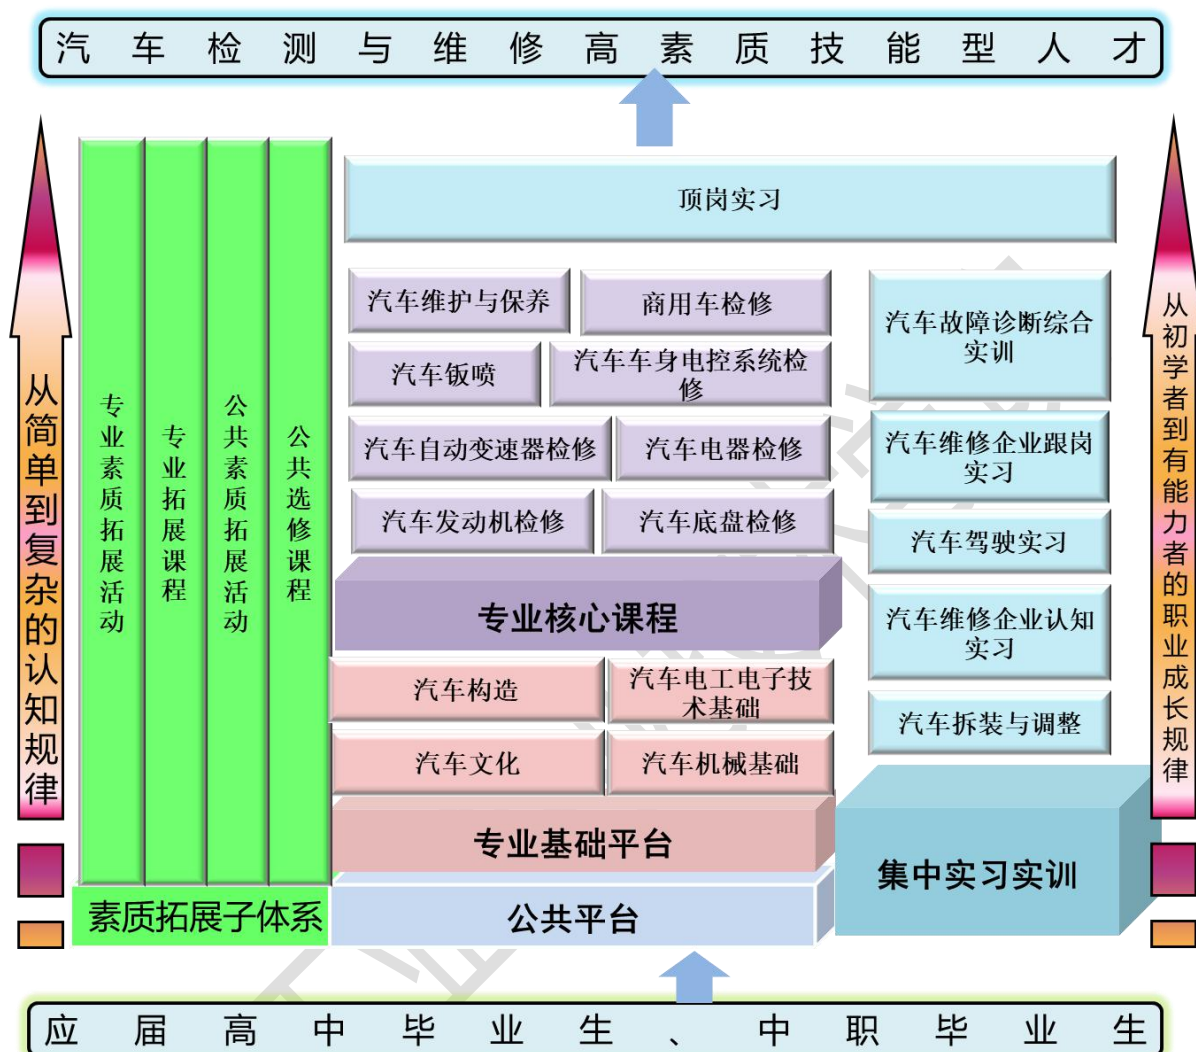 汽车检测与维修高素质技能型人才
从简单到复杂的认知规律
专业素质拓展活动
专业拓展课程
公共素质拓展活动
公共选修课程
素质拓展子体系
顶岗实习
汽车维护与保养
商用车检修
汽车钣喷
汽车车身电控系统检
修
汽车自动变速器检修
汽车电器检修
汽车发动机检修
汽车底盘检修
专业核心课程
汽车构造
汽车电工电子技
术基础
汽车文化
汽车机械基础
专业基础平台
公共平台
汽车故障诊断综合
实训
汽车维修企业跟岗
实习
汽车驾驶实习
汽车维修企业认知
实习
汽车拆装与调整
集中实习实训
从初学者到有能力者的职业成长规律
应届高中毕业生、中职毕业生